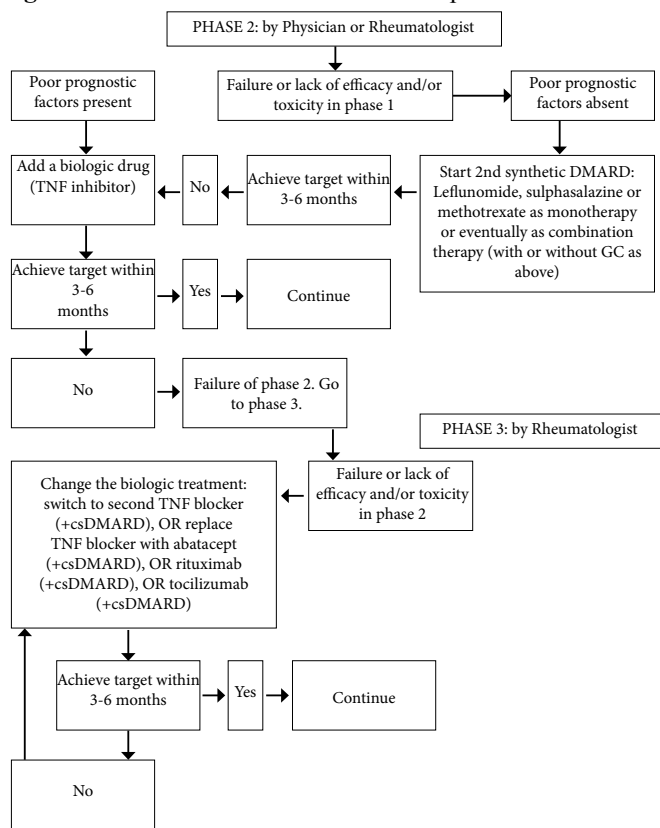 PHASE 2: by Physician or Rheumatologist
Poor prognostic
factors present
Failure or lack of efficacy and/or
toxicity in phase 1
Poor prognostic
factors absent
Add a biologic drug
(TNF inhibitor)
No
Achieve target within
3-6 months
Start 2nd synthetic DMARD:
Leflunomide, sulphasalazine or
methotrexate as monotherapy
or eventually as combination
therapy (with or without GC as
above)
Achieve target within
3-6
months
Yes
Continue
No
Failure of phase 2. Go
to phase 3.
PHASE 3: by Rheumatologist
Change the biologic treatment:
switch to second TNF blocker
(+csDMARD), OR replace
TNF blocker with abatacept
(+csDMARD), OR rituximab
(+csDMARD), OR tocilizumab
(+csDMARD)
Failure or lack of
efficacy and/or toxicity
in phase 2
Achieve target within
3-6 months
Yes
Continue
No